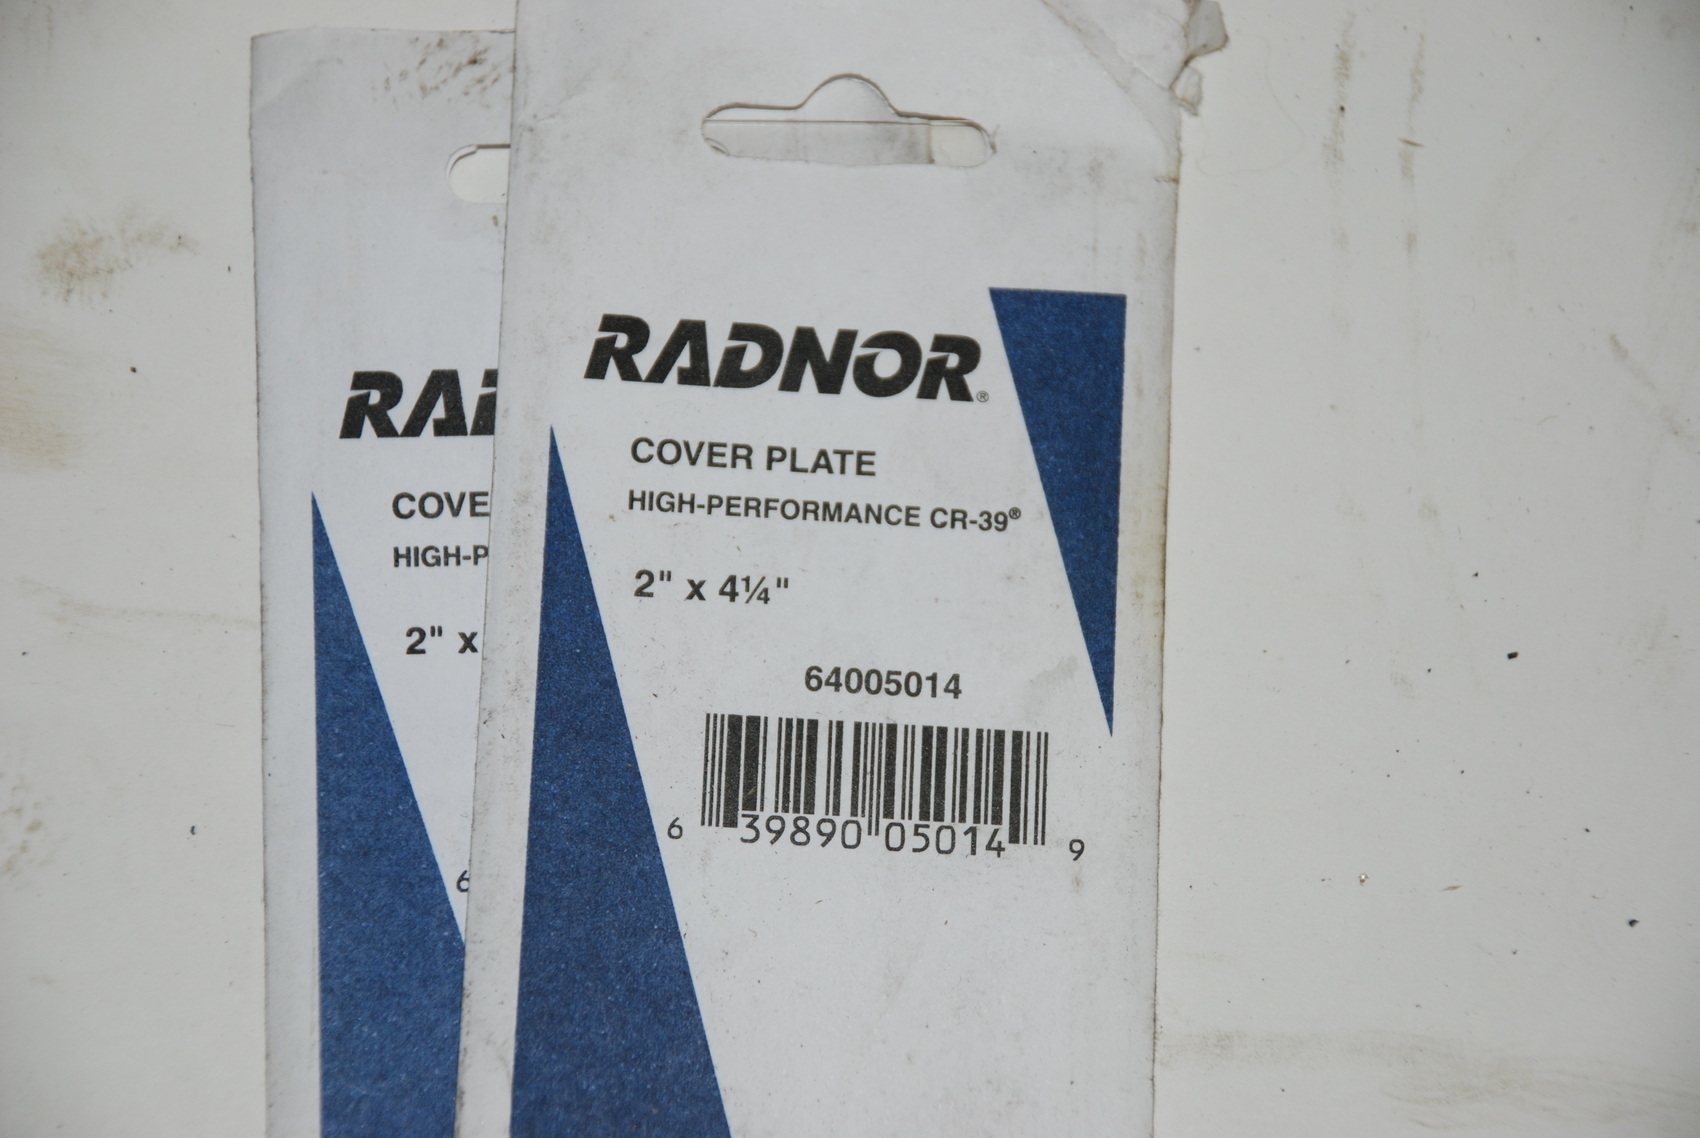 RADNOR®
COVER PLATE
HIGH-PERFORMANCE CR-39®
2" x 4¼"
64005014
6 39890 05014 9
RA
COVE
HIGH-P
2" x
6